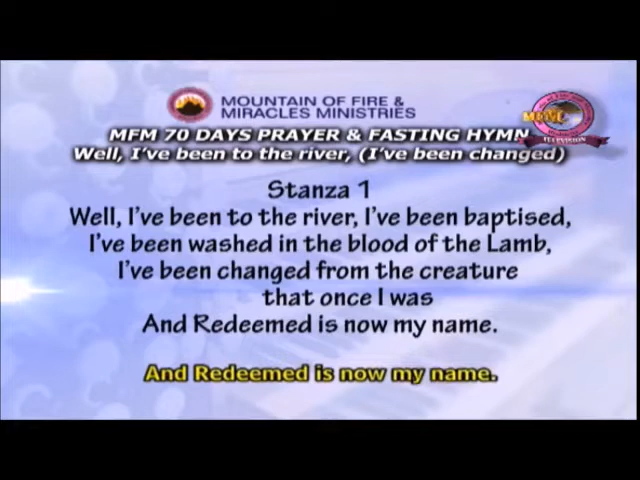 MOUNTAIN OF FIRE &
MIRACLES MINISTRIES
MFM 70 DAYS PRAYER & FASTING HYMN
Well, I've been to the river, (I've been changed)
TELEVISION
Stanza 1
Well, I've been to the river, I've been baptised,
I've been washed in the blood of the Lamb,
I've been changed from the creature
that once I was
And Redeemed is now my name.
And Redeemed is now my name.